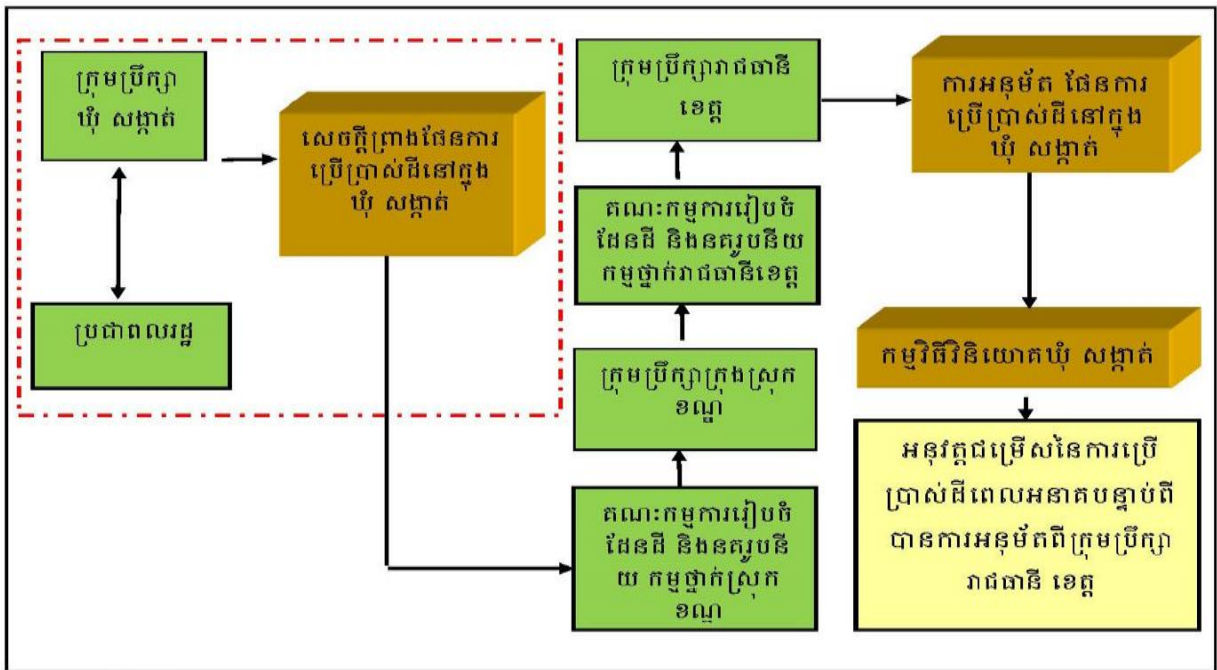 ក្រុមប្រឹក្សា
ឃុំ សង្កាត់
ប្រជាពលរដ្ឋ
សេចក្តីព្រាងផែនការ
ប្រើប្រាស់ដីនៅក្នុង
ឃុំ សង្កាត់
គណៈកម្មការរៀបចំ
ដែនដី និងនគរូបនី
យ កម្មថ្នាក់ស្រុក
ខណ្ឌ
ក្រុមប្រឹក្សាក្រុងស្រុក
ខណ្ឌ
គណៈកម្មការរៀបចំ
ដែនដី និងនគរូបនីយ
កម្មថ្នាក់រាជធានីខេត្ត
ក្រុមប្រឹក្សារាជធានី
ខេត្ត
ការអនុម័ត ផែនការ
ប្រើប្រាស់ដីនៅក្នុង
ឃុំ សង្កាត់
កម្មវិធីវិនិយោគឃុំ សង្កាត់
អនុវត្តជម្រើសនៃការប្រើ
ប្រាស់ដីពេលអនាគបន្ទាប់ពី
បានការអនុម័តពីក្រុមប្រឹក្សា
រាជធានី ខេត្ត